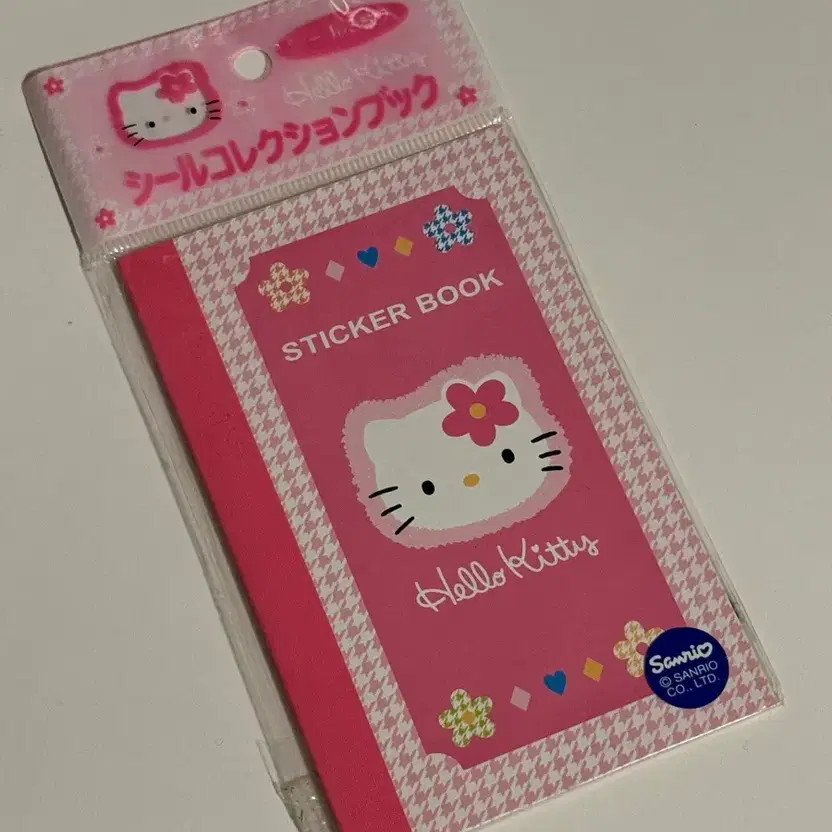 Hello Kitty
シールコレクションブック
STICKER BOOK
Hello Kitty
Sanrio
© SANRIO
CO., LTD.